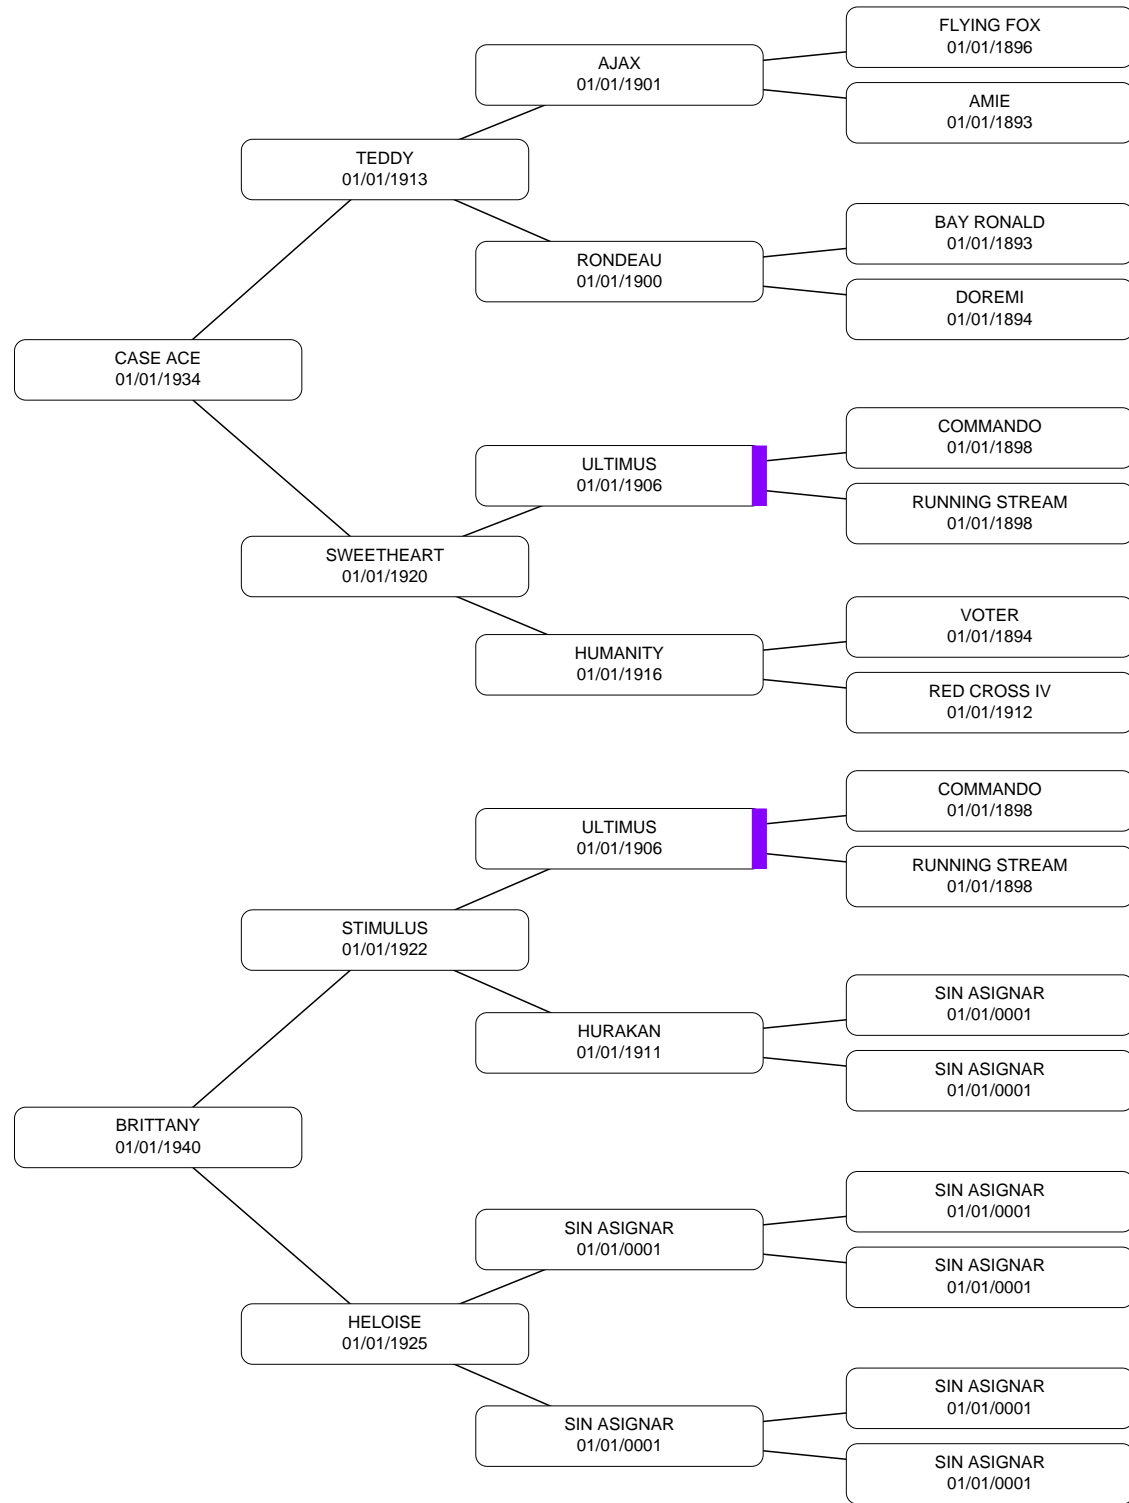 FLYING FOX
01/01/1896
AJAX
01/01/1901
AMIE
01/01/1893
TEDDY
01/01/1913
BAY RONALD
01/01/1893
RONDEAU
01/01/1900
DOREMI
01/01/1894
CASE ACE
01/01/1934
COMMANDO
01/01/1898
ULTIMUS
01/01/1906
RUNNING STREAM
01/01/1898
SWEETHEART
01/01/1920
VOTER
01/01/1894
HUMANITY
01/01/1916
RED CROSS IV
01/01/1912
COMMANDO
01/01/1898
ULTIMUS
01/01/1906
RUNNING STREAM
01/01/1898
STIMULUS
01/01/1922
SIN ASIGNAR
01/01/0001
HURAKAN
01/01/1911
SIN ASIGNAR
01/01/0001
BRITTANY
01/01/1940
SIN ASIGNAR
01/01/0001
SIN ASIGNAR
01/01/0001
SIN ASIGNAR
01/01/0001
HELOISE
01/01/1925
SIN ASIGNAR
01/01/0001
SIN ASIGNAR
01/01/0001
SIN ASIGNAR
01/01/0001